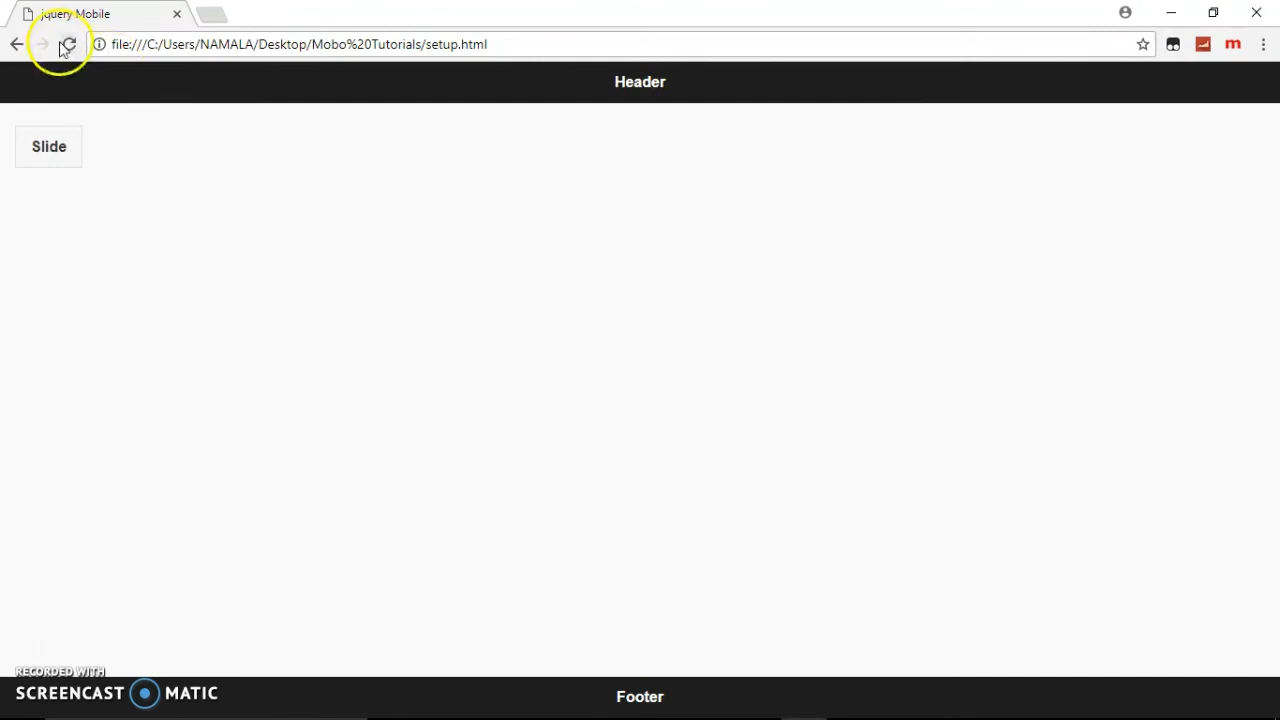 jquery Mobile
file:///C:/Users/NAMALA/Desktop/Mobo%20Tutorials/setup.html
m
Header
Slide
RECORDED WITH
SCREENCAST MATIC
Footer